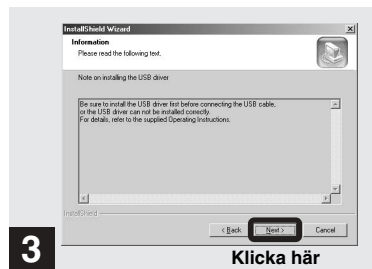 InstallShield Wizard
Information
Please read the following text.
Note on installing the USB driver
Be sure to install the USB driver first before connecting the USB cable,
or the USB driver can not be installed correctly.
For details, refer to the supplied Operating Instructions.
InstallShield
< Back Next > Cancel
3
Klicka här